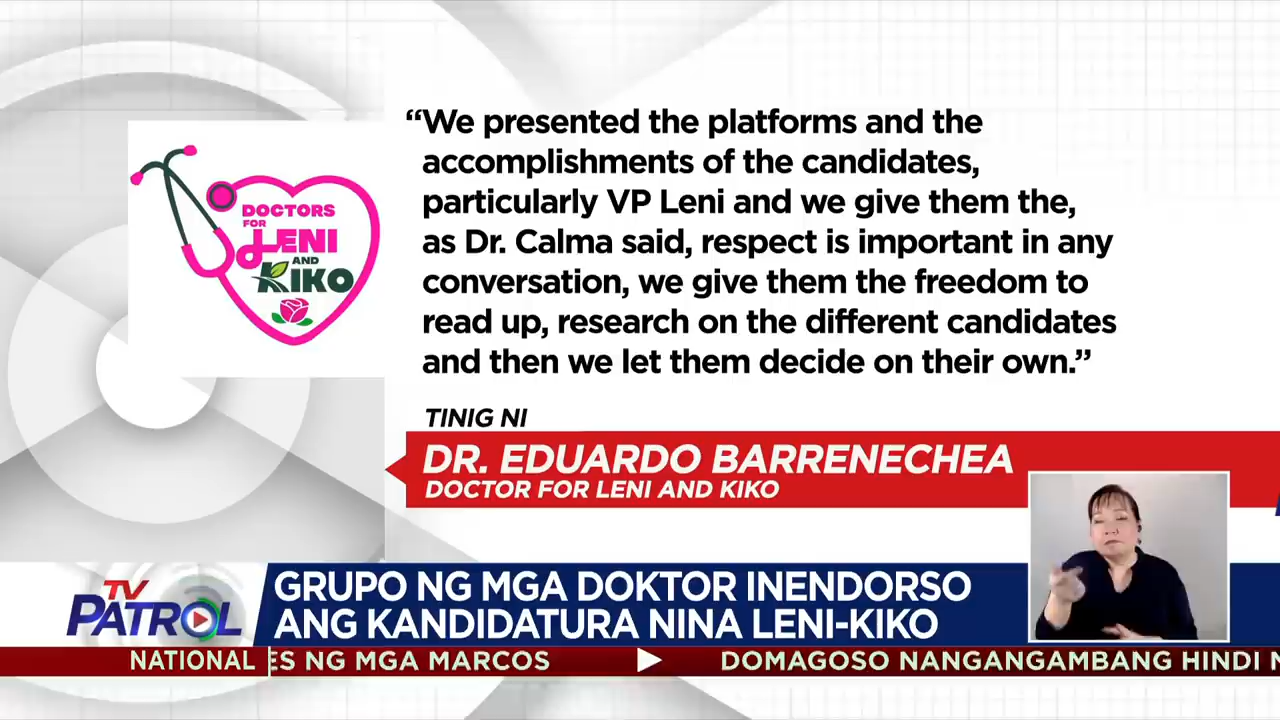 “We presented the platforms and the
accomplishments of the candidates,
particularly VP Leni and we give them the,
as Dr. Calma said, respect is important in any
conversation, we give them the freedom to
read up, research on the different candidates
and then we let them decide on their own.”
DOCTORS
FOR
LENI
AND
KIKO
TINIG NI
DR. EDUARDO BARRENECHEA
DOCTOR FOR LENI AND KIKO
TV
PATROL
GRUPO NG MGA DOKTOR INENDORSO
ANG KANDIDATURA NINA LENI-KIKO
NATIONAL ES NG MGA MARCOS DOMAGOSO NANGANGAMBANG HINDI